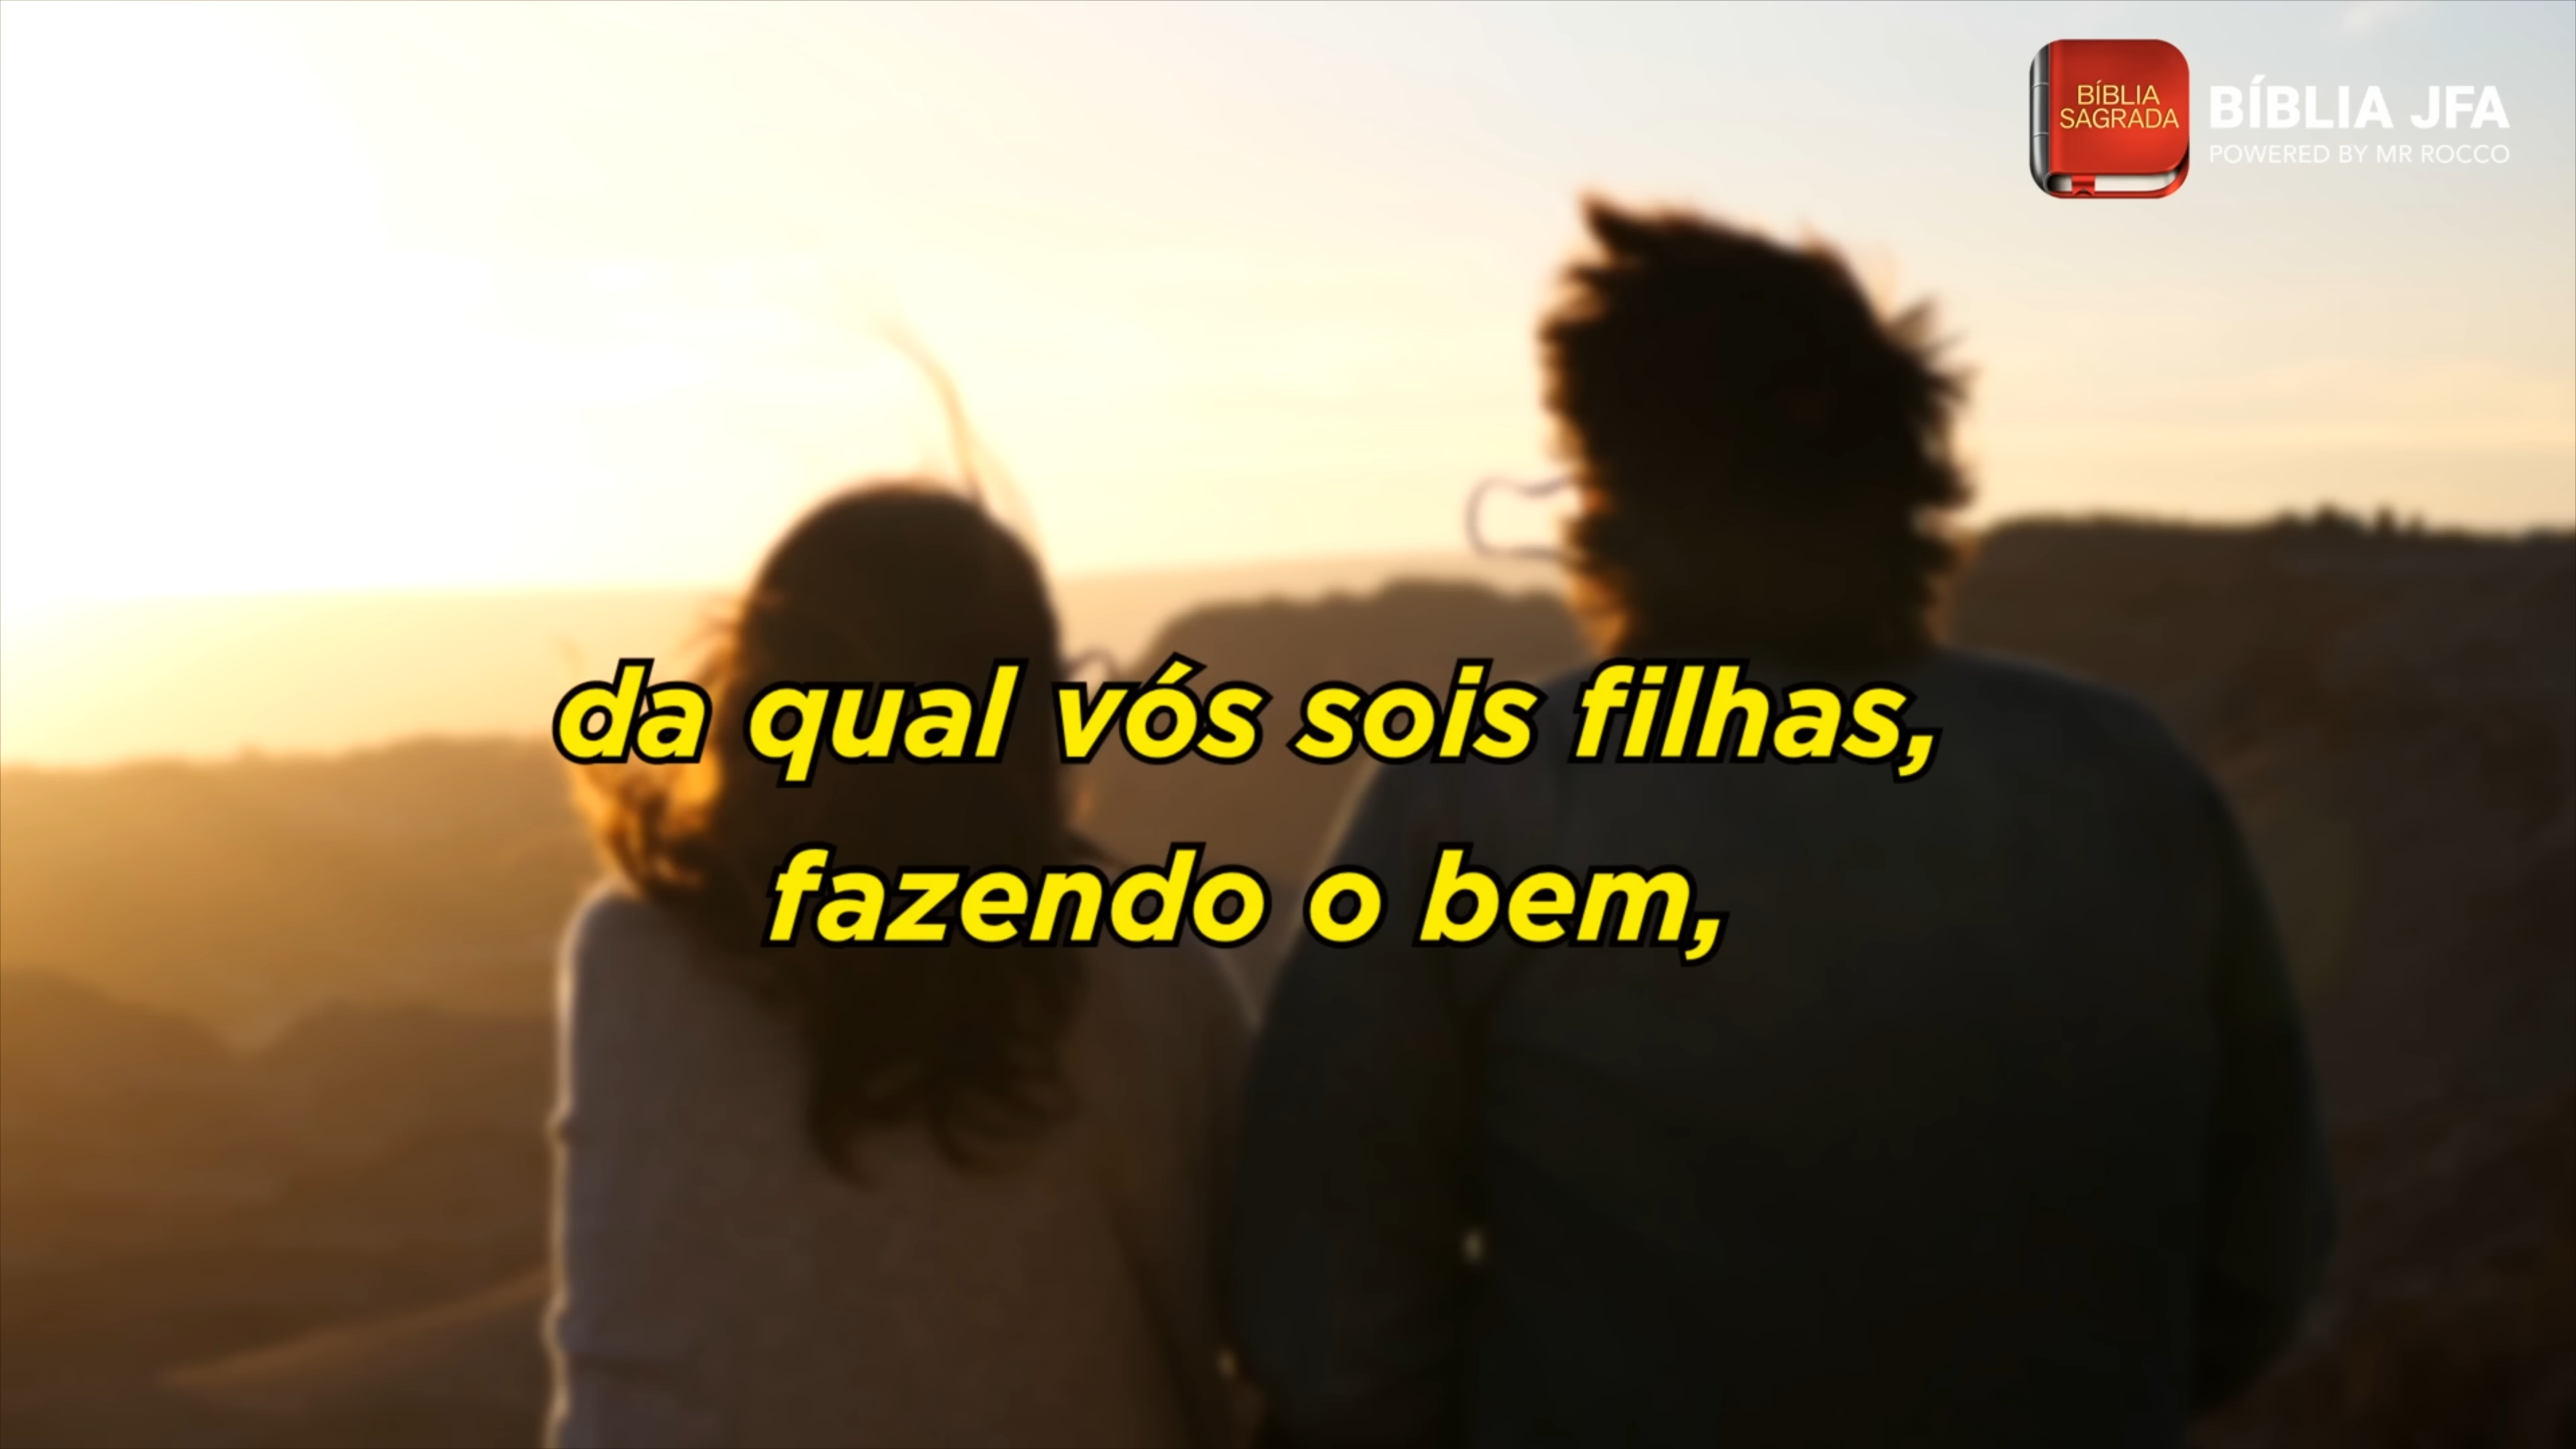 BÍBLIA
SAGRADA
BÍBLIA JFA
POWERED BY MR ROCCO
da qual vós sois filhas,
fazendo o bem,